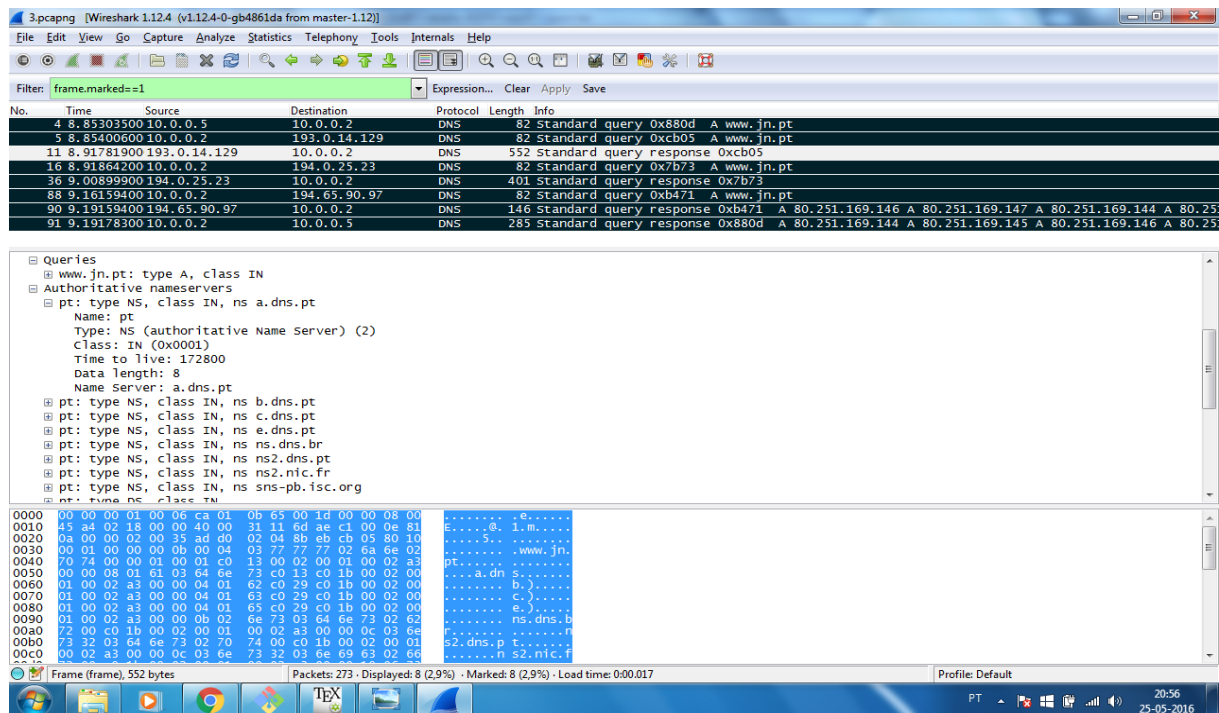 3.pcapng [Wireshark 1.12.4 (v1.12.4-0-gb4861da from master-1.12)]
File Edit View Go Capture Analyze Statistics Telephony Tools Internals Help
Filter: frame.marked==1 Expression... Clear Apply Save
No. Time Source Destination Protocol Length Info
4 8.85303500 10.0.0.5 10.0.0.2 DNS 82 Standard query 0x880d A www.jn.pt
5 8.85400600 10.0.0.2 193.0.14.129 DNS 82 Standard query 0xcb05 A www.jn.pt
11 8.91781900 193.0.14.129 10.0.0.2 DNS 552 Standard query response 0xcb05
16 8.91864200 10.0.0.2 194.0.25.23 DNS 82 Standard query 0x7b73 A www.jn.pt
36 9.00899900 194.0.25.23 10.0.0.2 DNS 401 Standard query response 0x7b73
88 9.16159400 10.0.0.2 194.65.90.97 DNS 82 Standard query 0xb471 A www.jn.pt
90 9.19159400 194.65.90.97 10.0.0.2 DNS 146 Standard query response 0xb471 A 80.251.169.146 A 80.251.169.147 A 80.251.169.144 A 80.25
91 9.19178300 10.0.0.2 10.0.0.5 DNS 285 Standard query response 0x880d A 80.251.169.144 A 80.251.169.145 A 80.251.169.146 A 80.25
Queries
www.jn.pt: type A, class IN
Authoritative nameservers
pt: type NS, class IN, ns a.dns.pt
Name: pt
Type: NS (authoritative Name Server) (2)
Class: IN (0x0001)
Time to live: 172800
Data length: 8
Name Server: a.dns.pt
pt: type NS, class IN, ns b.dns.pt
pt: type NS, class IN, ns c.dns.pt
pt: type NS, class IN, ns e.dns.pt
pt: type NS, class IN, ns ns.dns.br
pt: type NS, class IN, ns ns2.dns.pt
pt: type NS, class IN, ns ns2.nic.fr
pt: type NS, class IN, ns sns-pb.isc.org
pt: type DS, class IN
0000 00 00 00 01 00 06 ca 01 0b 65 00 1d 00 00 08 00 ........ .e......
0010 45 a4 02 18 00 00 40 00 31 11 6d ae c1 00 0e 81 E.....@. 1.m.....
0020 0a 00 00 02 00 35 ad d0 02 04 8b eb cb 05 80 10 .....5.. ........
0030 00 01 00 00 00 0b 00 04 03 77 77 77 02 6a 6e 02 ........ .www.jn.
0040 70 74 00 00 01 00 01 c0 13 00 02 00 01 00 02 a3 pt...... ........
0050 00 00 08 01 61 03 64 6e 73 c0 13 c0 1b 00 02 00 ....a.dn s.......
0060 01 00 02 a3 00 00 04 01 62 c0 29 c0 1b 00 02 00 ........ b.).....
0070 01 00 02 a3 00 00 04 01 63 c0 29 c0 1b 00 02 00 ........ c.).....
0080 01 00 02 a3 00 00 04 01 65 c0 29 c0 1b 00 02 00 ........ e.).....
0090 01 00 02 a3 00 00 0b 02 6e 73 03 64 6e 73 02 62 ........ ns.dns.b
00a0 72 00 c0 1b 00 02 00 01 00 02 a3 00 00 0c 03 6e r....... .......n
00b0 73 32 03 64 6e 73 02 70 74 00 c0 1b 00 02 00 01 s2.dns.p t.......
00c0 00 02 a3 00 00 0c 03 6e 73 32 03 6e 69 63 02 66 .......n s2.nic.f
Frame (frame), 552 bytes Packets: 273 · Displayed: 8 (2,9%) · Marked: 8 (2,9%) · Load time: 0:00.017 Profile: Default
TEX
PT 20:56
25-05-2016